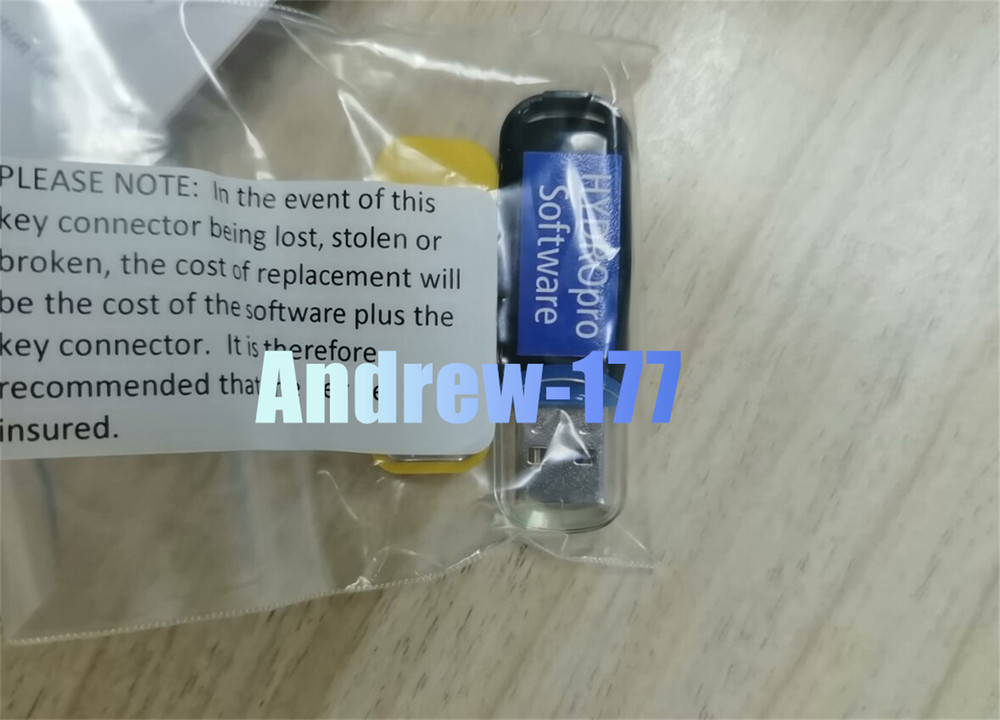 PLEASE NOTE: In the event of this
key connector being lost, stolen or
broken, the cost of replacement will
be the cost of the software plus the
key connector. It is therefore
recommended that
insured.
HYDROpro
Software
Andrew-177